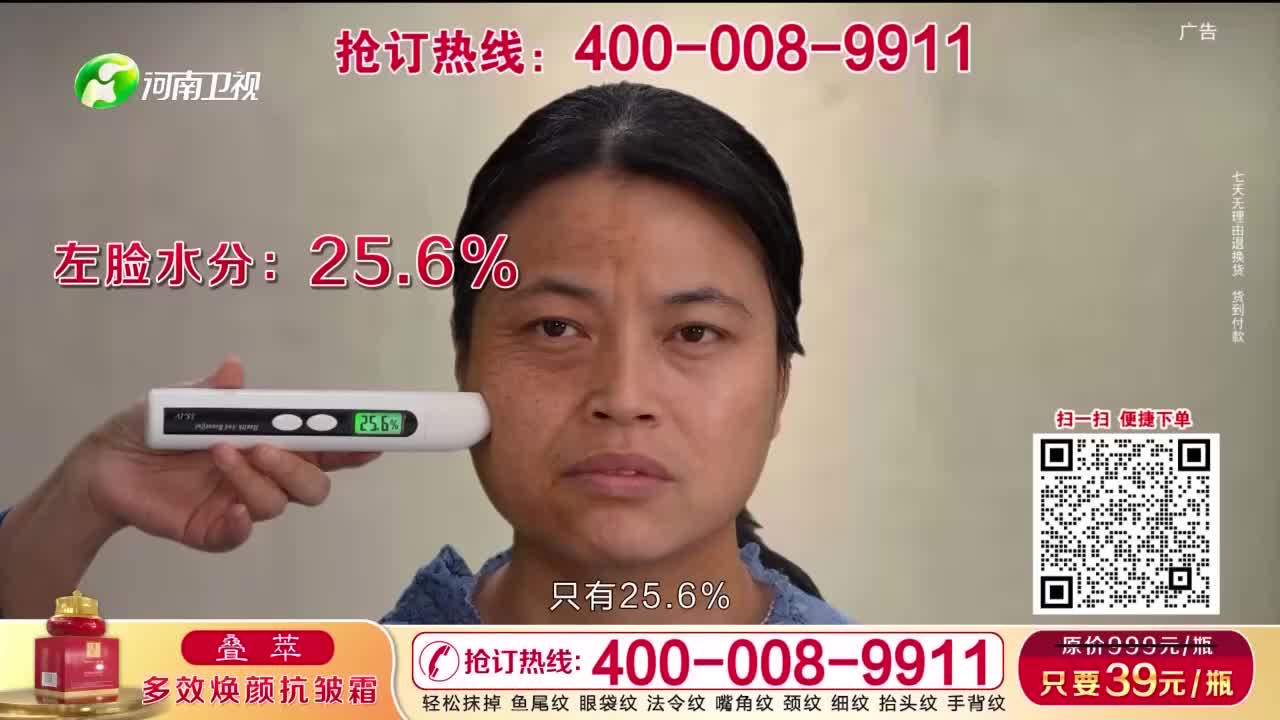 抢订热线：400-008-9911
广告
河南卫视
七天无理由退换货 货到付款
左脸水分：25.6%
25.6%
Health And Beautiful
扫一扫 便捷下单
只有25.6%
叠萃
多效焕颜抗皱霜
抢订热线：400-008-9911
轻松抹掉 鱼尾纹 眼袋纹 法令纹 嘴角纹 颈纹 细纹 抬头纹 手背纹
原价999元/瓶
只要39元/瓶